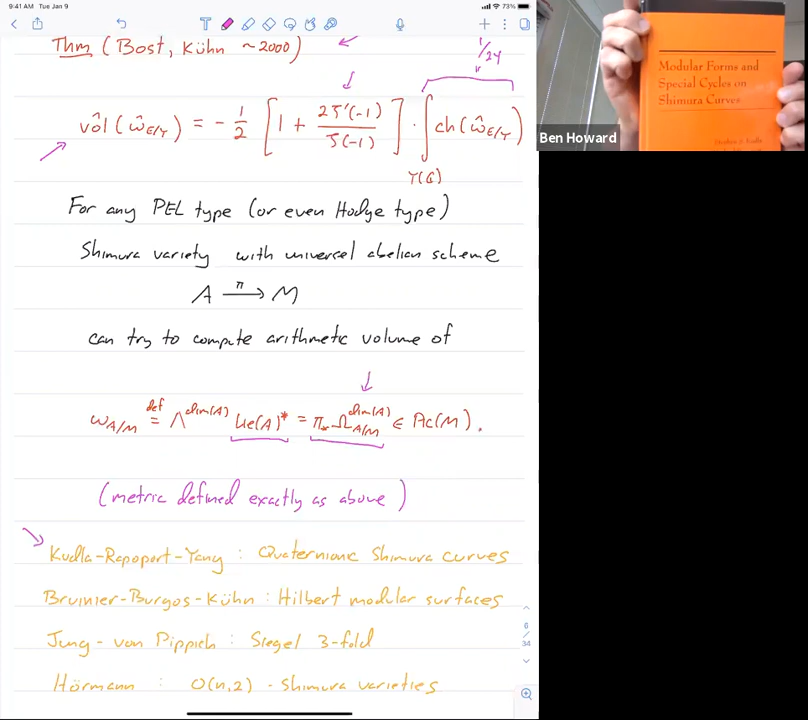 9:41 AM Tue Jan 9
73%
Thm (Bost, Kühn ~2000)
1/24
vol̂(ω̂_{E/Y}) = -1/2 [1 + 2ζ'(-1)/ζ(-1)] · ∫_{Y(C)} ch(ω̂_{E/Y})
For any PEL type (or even Hodge type)
Shimura variety with universal abelian scheme
A →^π M
can try to compute arithmetic volume of
ω_{A/M} =^{def} Λ^{dim(A)} Lie(A)* = π_* Ω^{dim(A)}_{A/M} ∈ Pic(M).
(metric defined exactly as above)
Kudla-Rapoport-Yang : Quaternionic Shimura curves
Bruinier-Burgos-Kühn : Hilbert modular surfaces
Jung - von Pippich : Siegel 3-fold
Hörmann : O(n,2) - Shimura varieties
6
/
34
Modular Forms and
Special Cycles on
Shimura Curves
Ben Howard